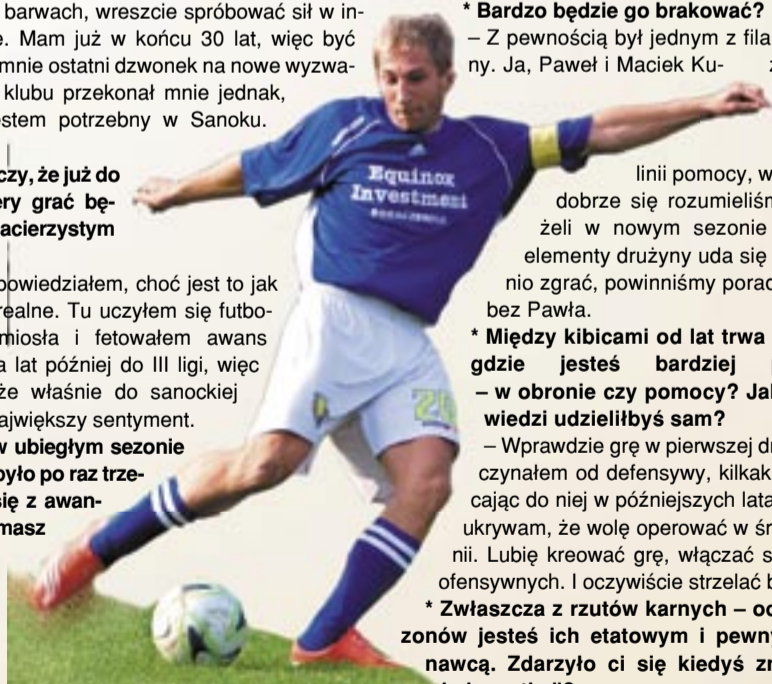 barwach, wreszcie spróbować sił w in-
e. Mam już w końcu 30 lat, więc być
mnie ostatni dzwonek na nowe wyzwa-
klubu przekonał mnie jednak,
estem potrzebny w Sanoku.
czy, że już do
ery grać bę-
acierzystym
powiedziałem, choć jest to jak
realne. Tu uczyłem się futbo-
miosła i fetowałem awans
a lat później do III ligi, więc
że właśnie do sanockiej
ajwiększy sentyment.
w ubiegłym sezonie
było po raz trze-
się z awan-
masz
Equinox
Investment
20
* Bardzo będzie go brakować?
– Z pewnością był jednym z fila
ny. Ja, Paweł i Maciek Ku-
linii pomocy, w
dobrze się rozumieliśm
żeli w nowym sezonie
elementy drużyny uda się
nio zgrać, powinniśmy porad
bez Pawła.
* Między kibicami od lat trwa
gdzie jesteś bardziej
– w obronie czy pomocy? Jak
wiedzi udzieliłbyś sam?
– Wprawdzie grę w pierwszej dr
czynałem od defensywy, kilkak
cając do niej w późniejszych lata
ukrywam, że wolę operować w śr
nii. Lubię kreować grę, włączać s
ofensywnych. I oczywiście strzelać b
* Zwłaszcza z rzutów karnych – od
zonów jesteś ich etatowym i pewny
nawcą. Zdarzyło ci się kiedyś zm